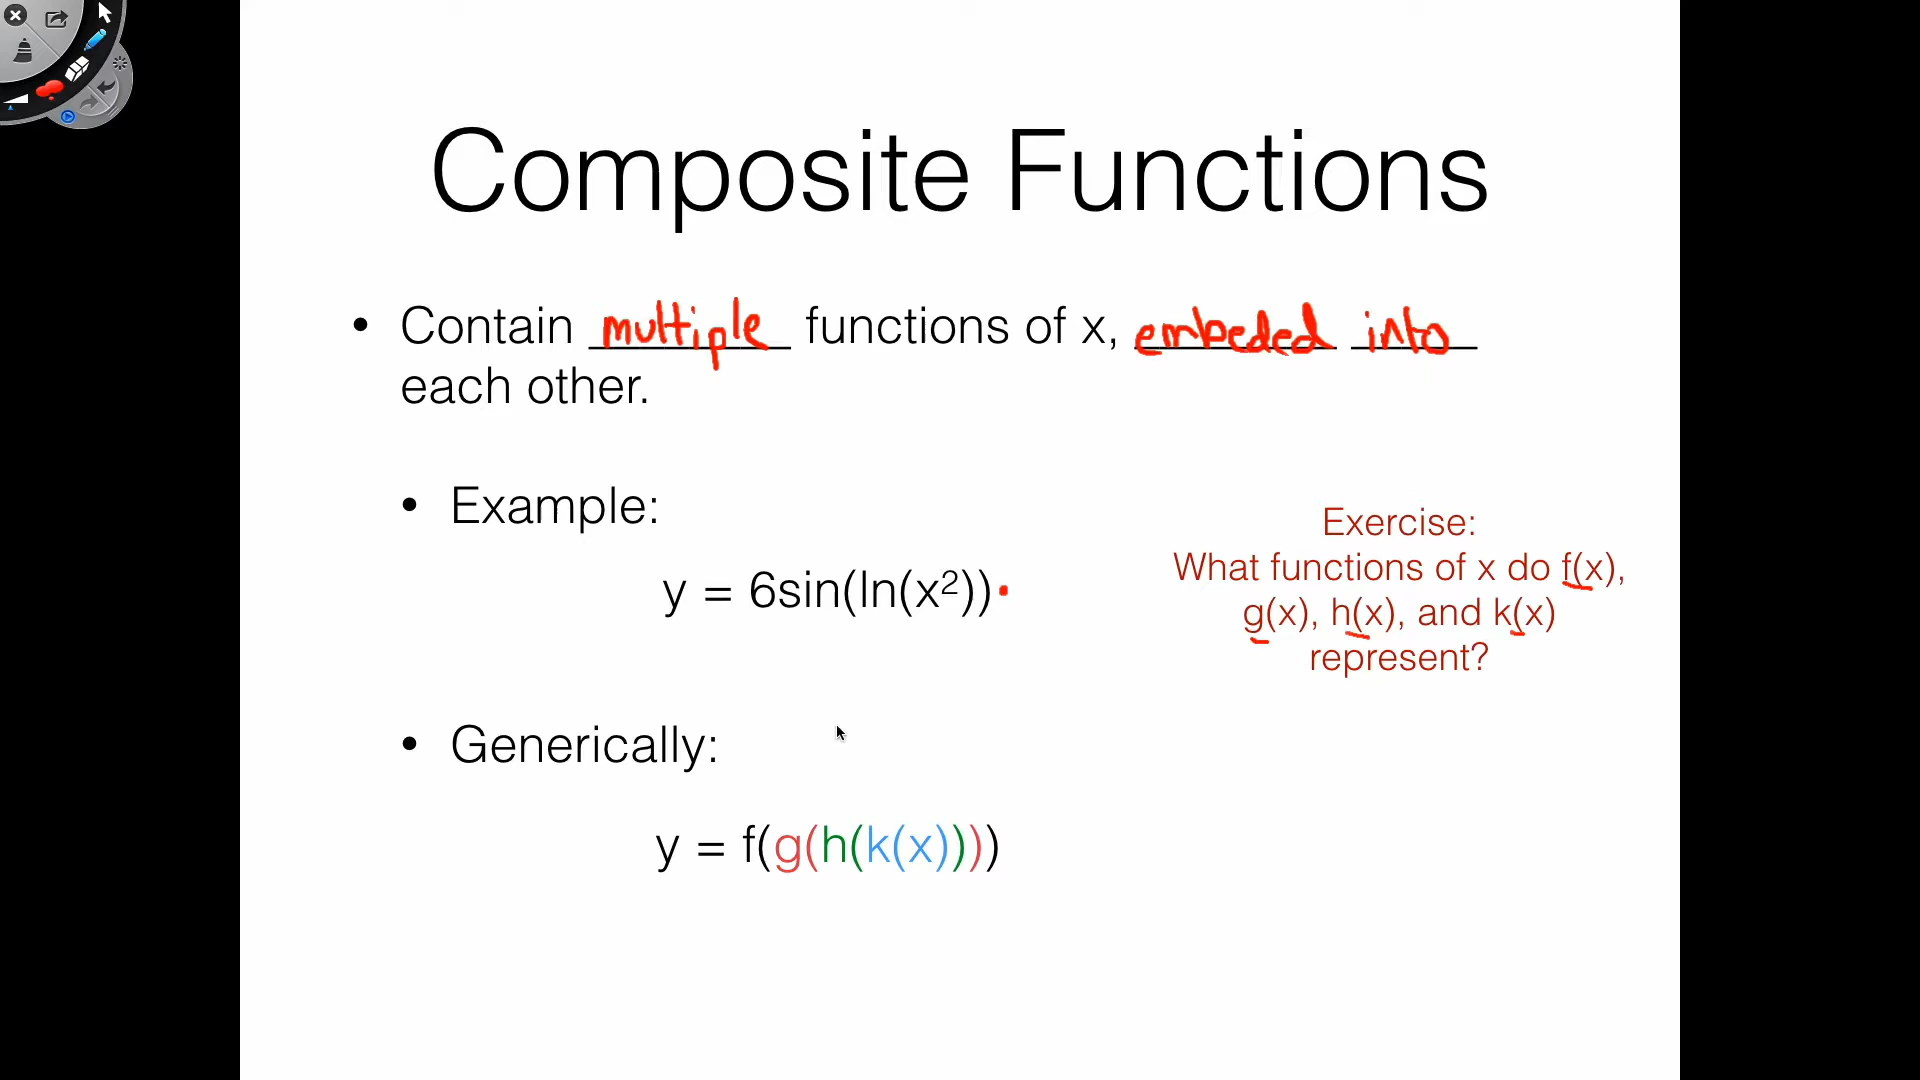 Composite Functions
• Contain multiple functions of x, embeded into
each other.
• Example:
y = 6sin(ln(x²))
Exercise:
What functions of x do f(x),
g(x), h(x), and k(x)
represent?
• Generically:
y = f(g(h(k(x))))